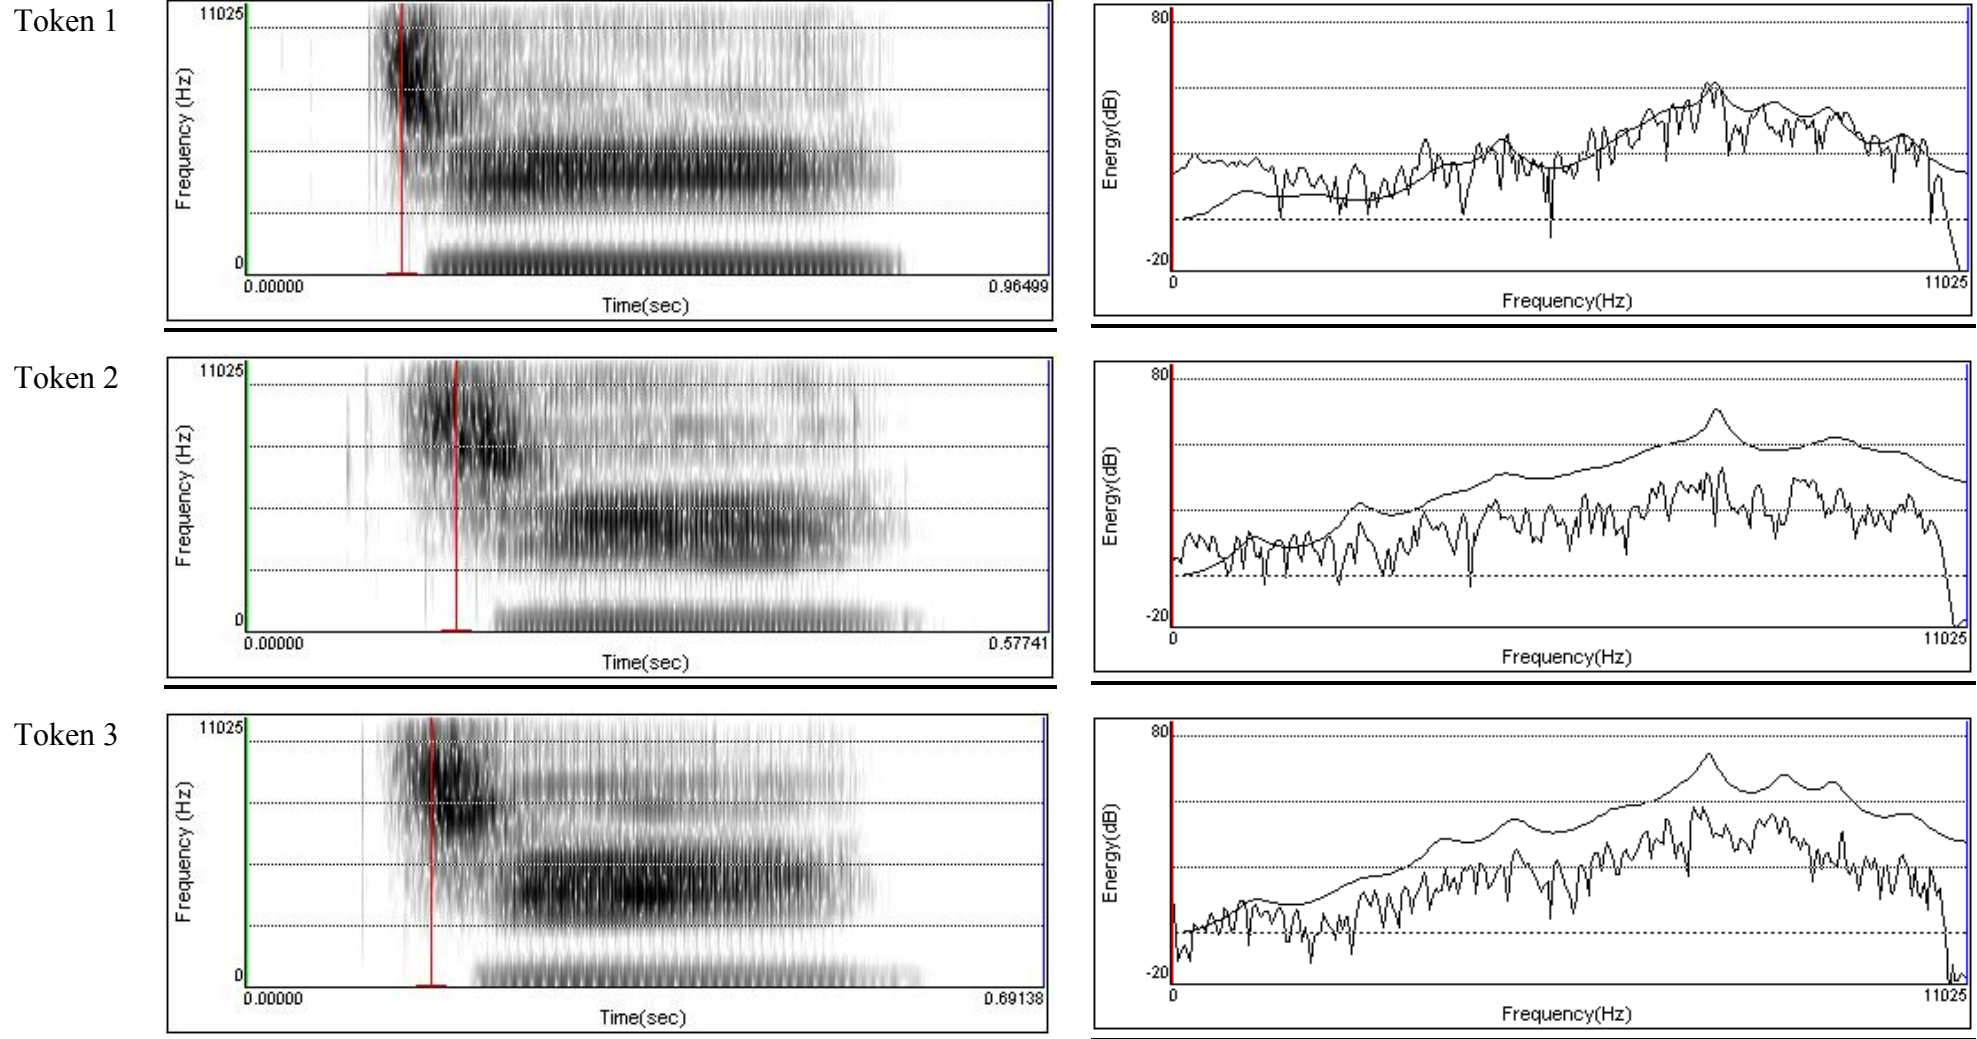 Token 1
11025
Frequency (Hz)
0
0.00000
0.96499
Time(sec)
80
Energy(dB)
-20
0
11025
Frequency(Hz)
Token 2
11025
Frequency (Hz)
0
0.00000
0.57741
Time(sec)
80
Energy(dB)
-20
0
11025
Frequency(Hz)
Token 3
11025
Frequency (Hz)
0
0.00000
0.69138
Time(sec)
80
Energy(dB)
-20
0
11025
Frequency(Hz)